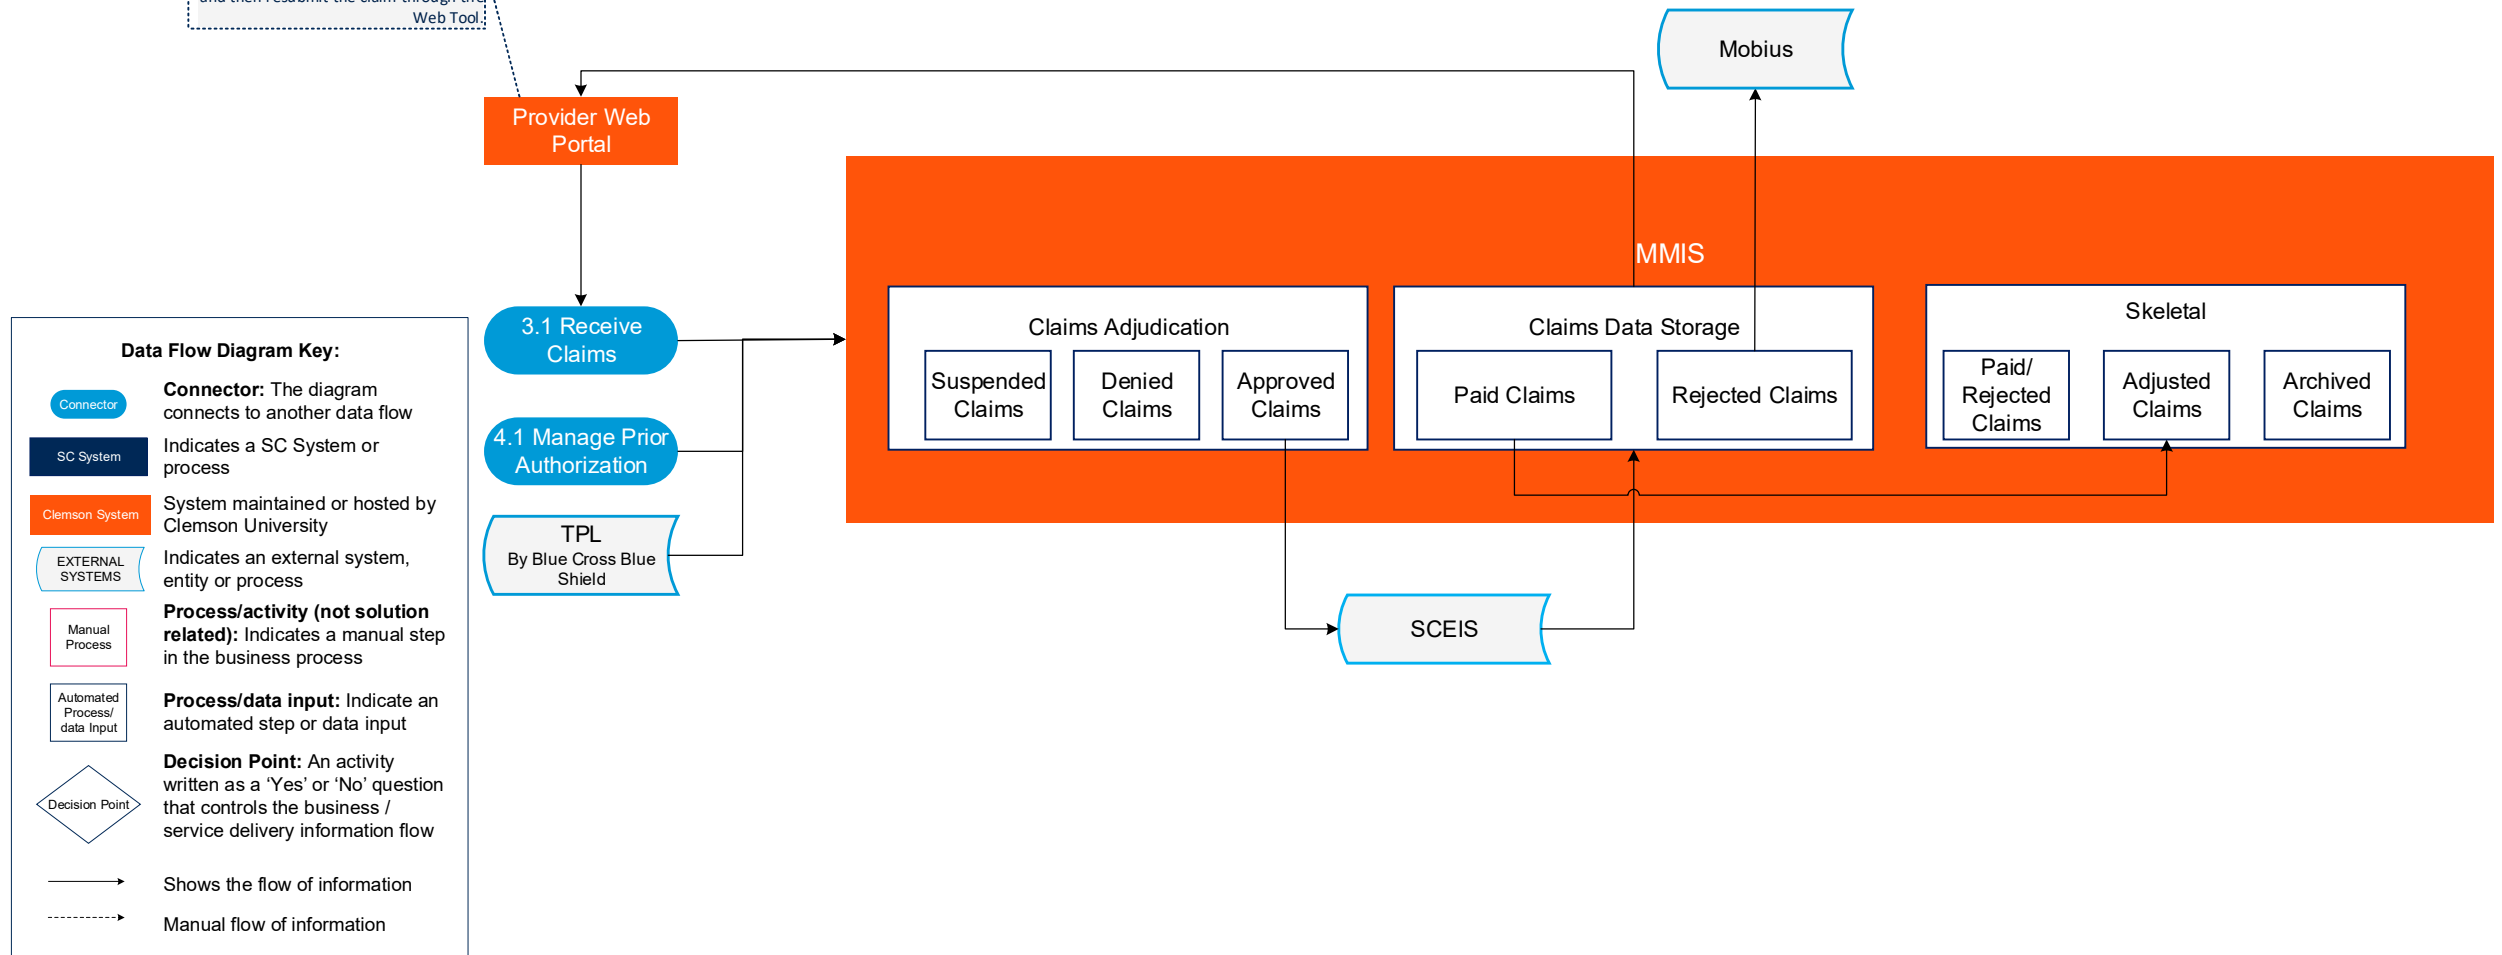 and then resubmit the claim through the
Web Tool.
Mobius
Provider Web
Portal
MMIS
3.1 Receive
Claims
4.1 Manage Prior
Authorization
TPL
By Blue Cross Blue
Shield
Claims Adjudication
Suspended
Claims
Denied
Claims
Approved
Claims
Claims Data Storage
Paid Claims
Rejected Claims
Skeletal
Paid/
Rejected
Claims
Adjusted
Claims
Archived
Claims
SCEIS
Data Flow Diagram Key:
Connector
Connector: The diagram
connects to another data flow
SC System
Indicates a SC System or
process
Clemson System
System maintained or hosted by
Clemson University
EXTERNAL
SYSTEMS
Indicates an external system,
entity or process
Manual
Process
Process/activity (not solution
related): Indicates a manual step
in the business process
Automated
Process/
data Input
Process/data input: Indicate an
automated step or data input
Decision Point
Decision Point: An activity
written as a ‘Yes’ or ‘No’ question
that controls the business /
service delivery information flow
Shows the flow of information
Manual flow of information